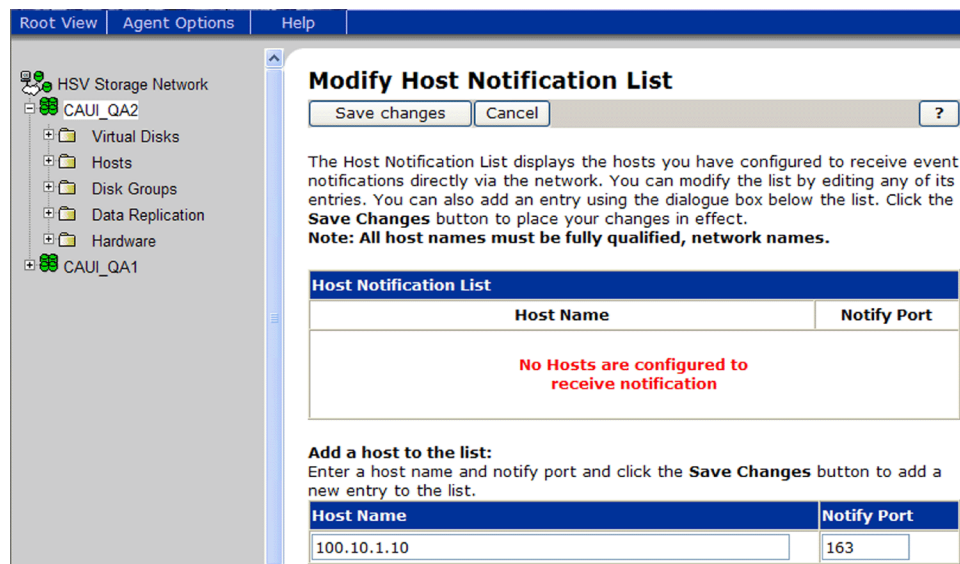 Root View Agent Options Help
HSV Storage Network
CAUI_QA2
Virtual Disks
Hosts
Disk Groups
Data Replication
Hardware
CAUI_QA1
Modify Host Notification List
Save changes Cancel ?
The Host Notification List displays the hosts you have configured to receive event
notifications directly via the network. You can modify the list by editing any of its
entries. You can also add an entry using the dialogue box below the list. Click the
Save Changes button to place your changes in effect.
Note: All host names must be fully qualified, network names.
Host Notification List
Host Name Notify Port
No Hosts are configured to
receive notification
Add a host to the list:
Enter a host name and notify port and click the Save Changes button to add a
new entry to the list.
Host Name Notify Port
100.10.1.10 163